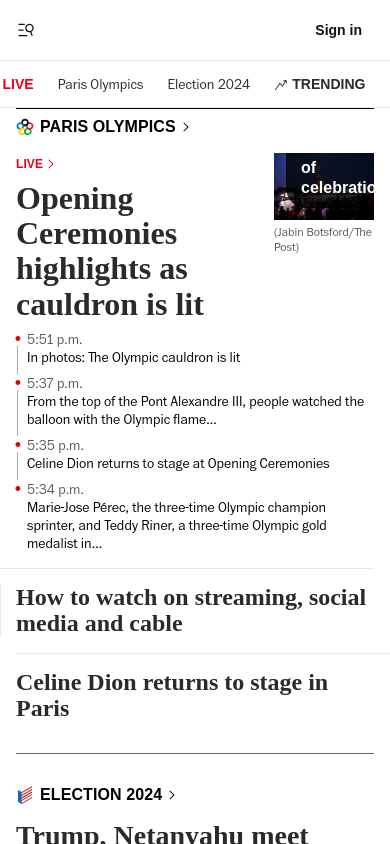 Sign in
LIVE Paris Olympics Election 2024 TRENDING
PARIS OLYMPICS
LIVE
Opening
Ceremonies
highlights as
cauldron is lit
of
celebratio
(Jabin Botsford/The
Post)
5:51 p.m.
In photos: The Olympic cauldron is lit
5:37 p.m.
From the top of the Pont Alexandre III, people watched the
balloon with the Olympic flame...
5:35 p.m.
Celine Dion returns to stage at Opening Ceremonies
5:34 p.m.
Marie-Jose Pérec, the three-time Olympic champion
sprinter, and Teddy Riner, a three-time Olympic gold
medalist in...
How to watch on streaming, social
media and cable
Celine Dion returns to stage in
Paris
ELECTION 2024
Trump, Netanyahu meet